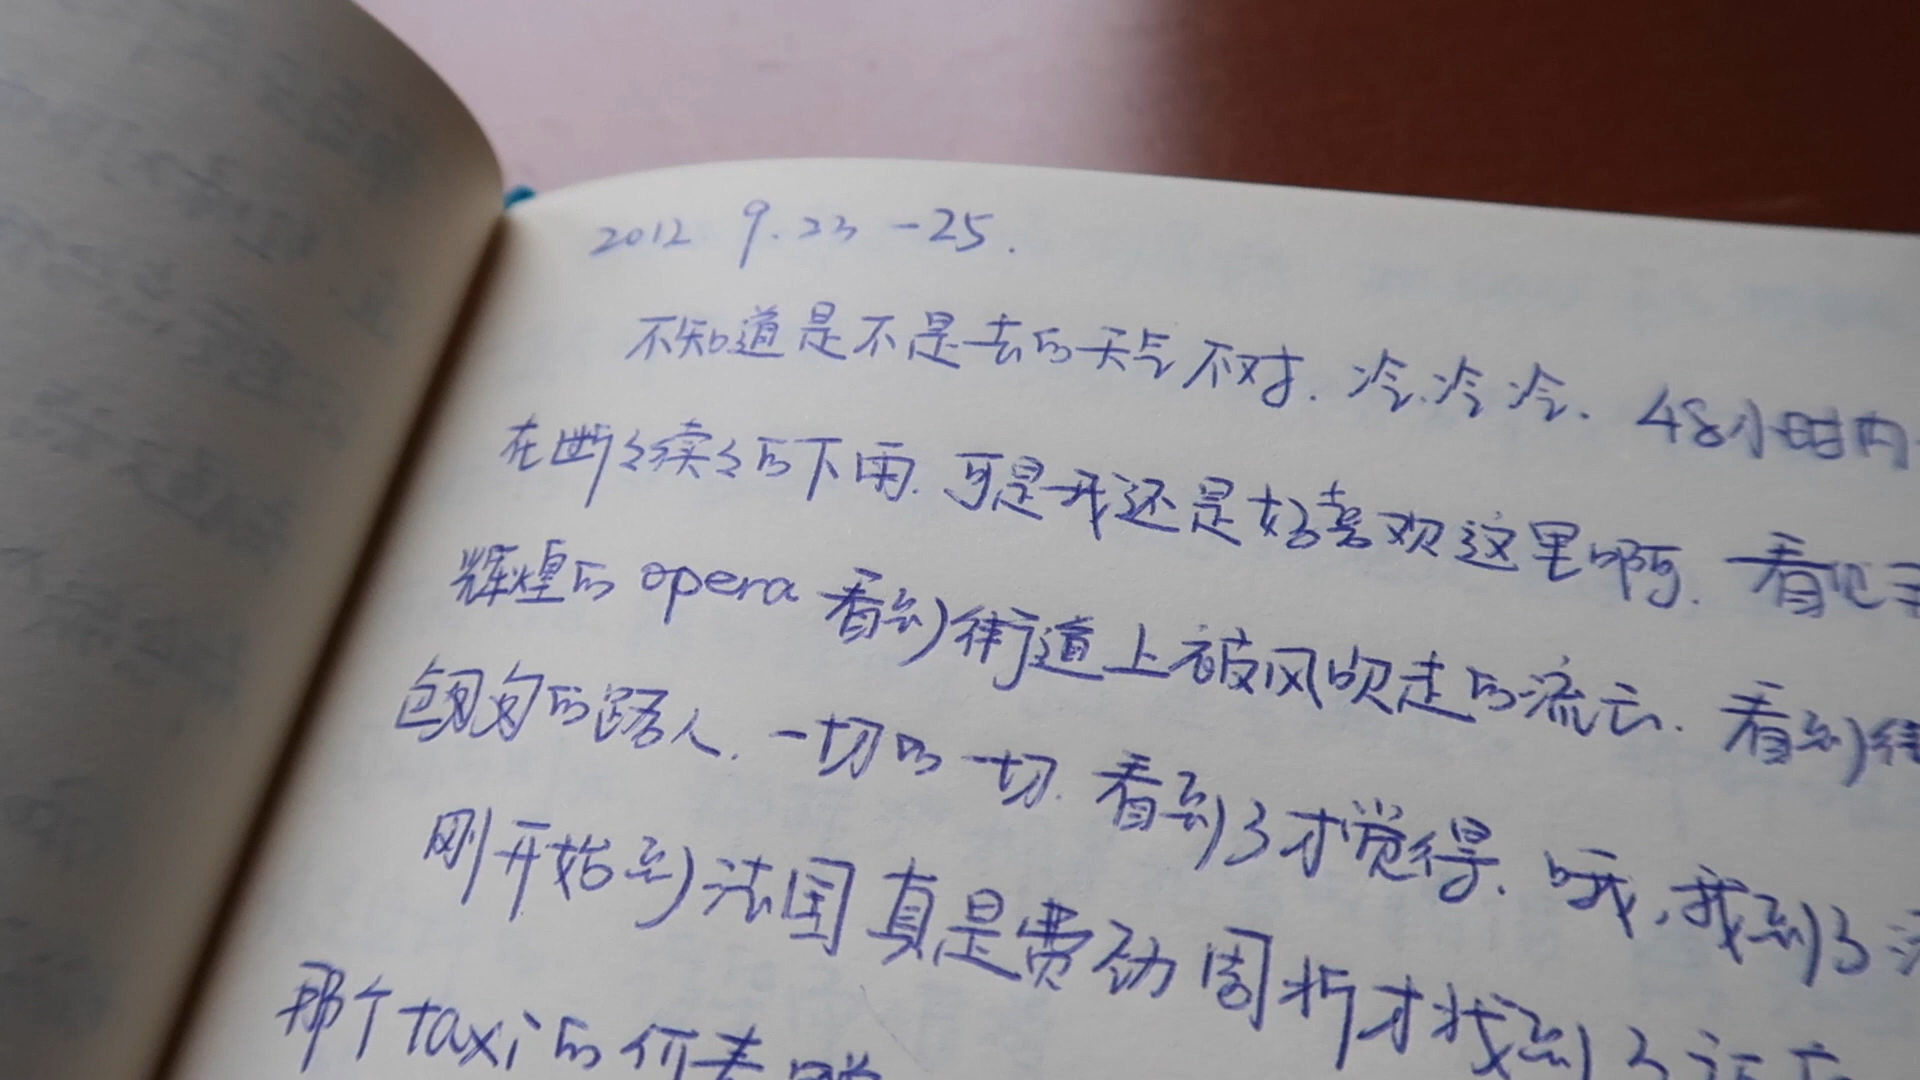 2012 9.23 -25.
不知道是不是去的天气不对. 冷.冷冷. 48小时内
在断々续々的下雨. 可是我还是好喜欢这里啊. 看见
辉煌的 opera 看到街道上被风吹走的流云. 看到街
匆匆的路人. 一切的一切. 看到了才觉得. 哦, 我到了
刚开始到法国真是费劲周折才找到了
那个taxi的